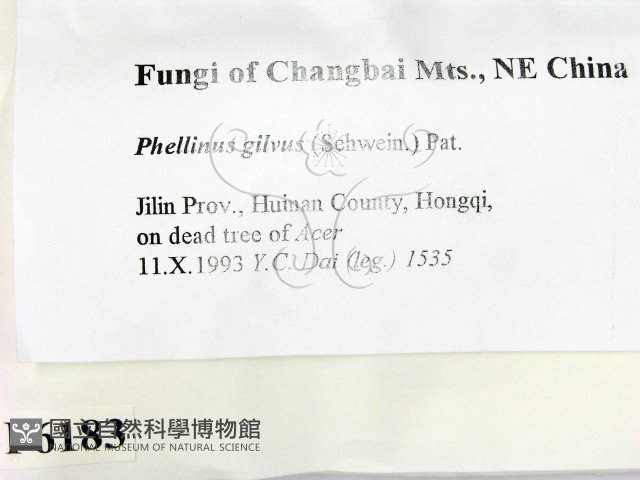 Fungi of Changbai Mts., NE China
Phellinus gilvus (Schwein.) Pat.
Jilin Prov., Huinan County, Hongqi,
on dead tree of Acer
11.X.1993 Y.C. Dai (leg.) 1535
6183
國立自然科學博物館
NATIONAL MUSEUM OF NATURAL SCIENCE